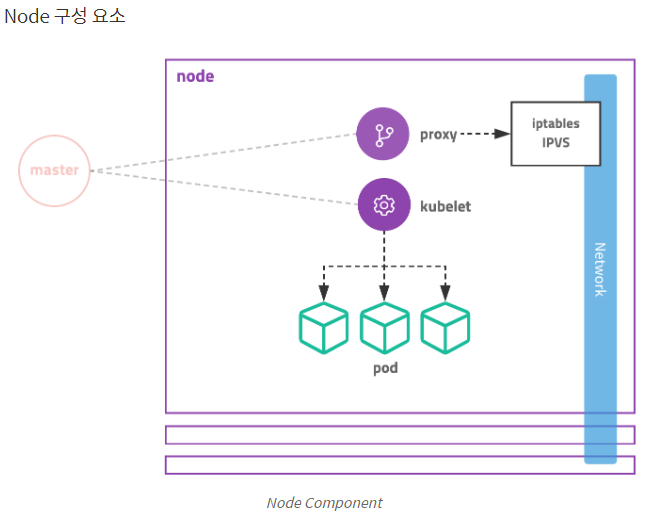 Node 구성 요소
node
master
proxy
iptables
IPVS
kubelet
Network
pod
Node Component